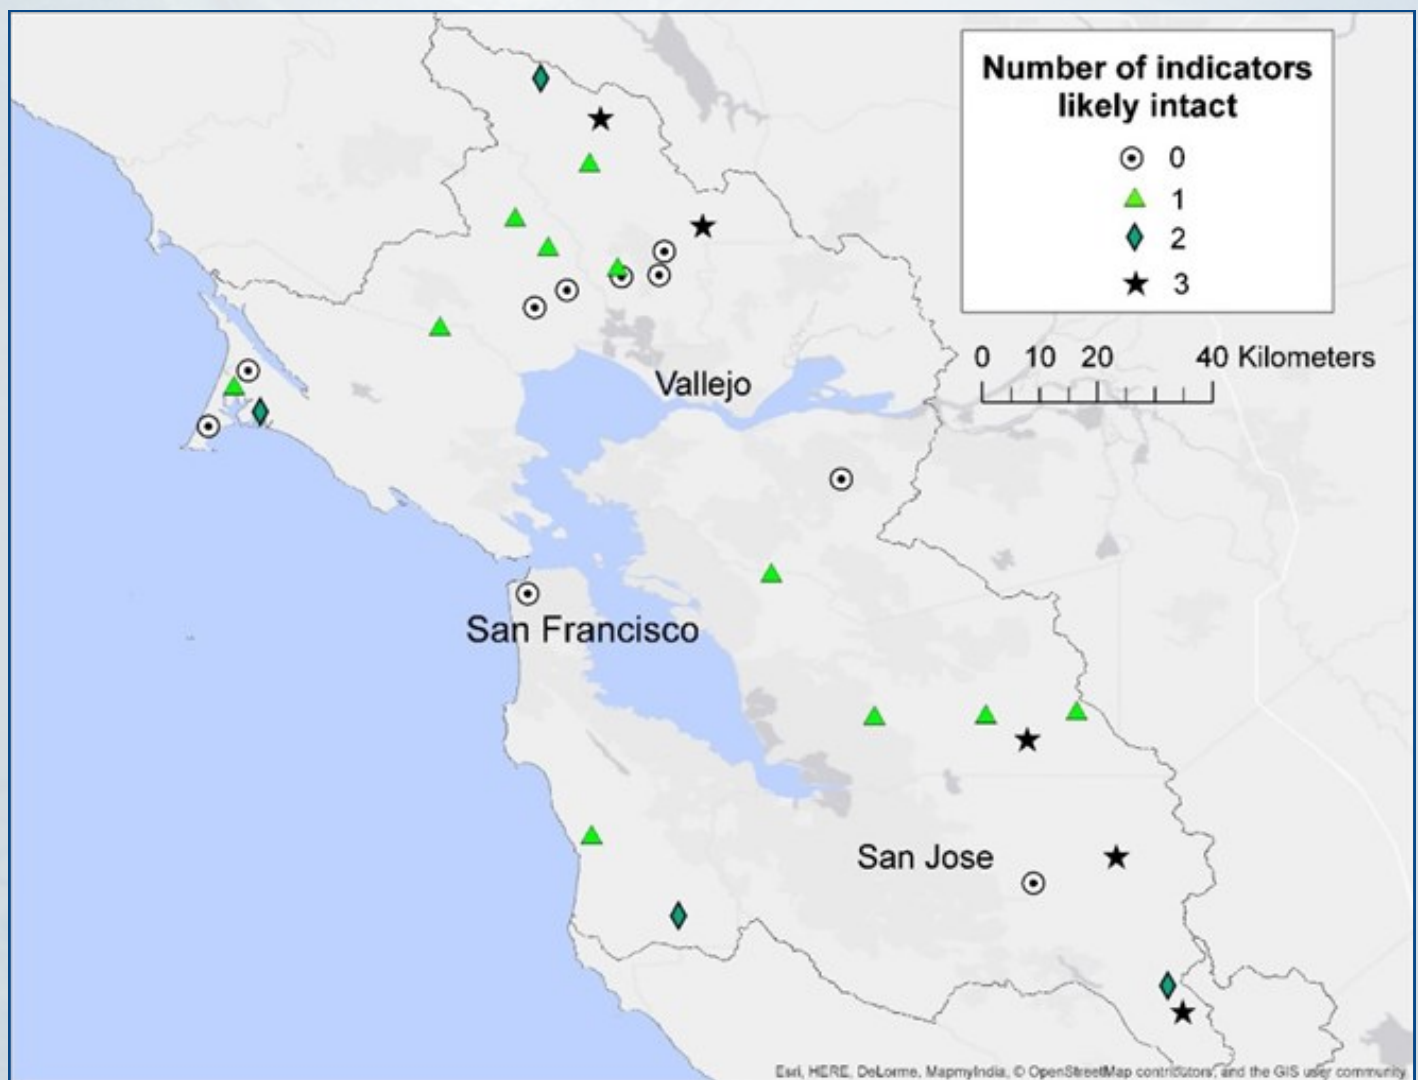 Number of indicators
likely intact
0
1
2
3
0 10 20 40 Kilometers
Vallejo
San Francisco
San Jose
Esri, HERE, DeLorme, MapmyIndia, © OpenStreetMap contributors, and the GIS user community